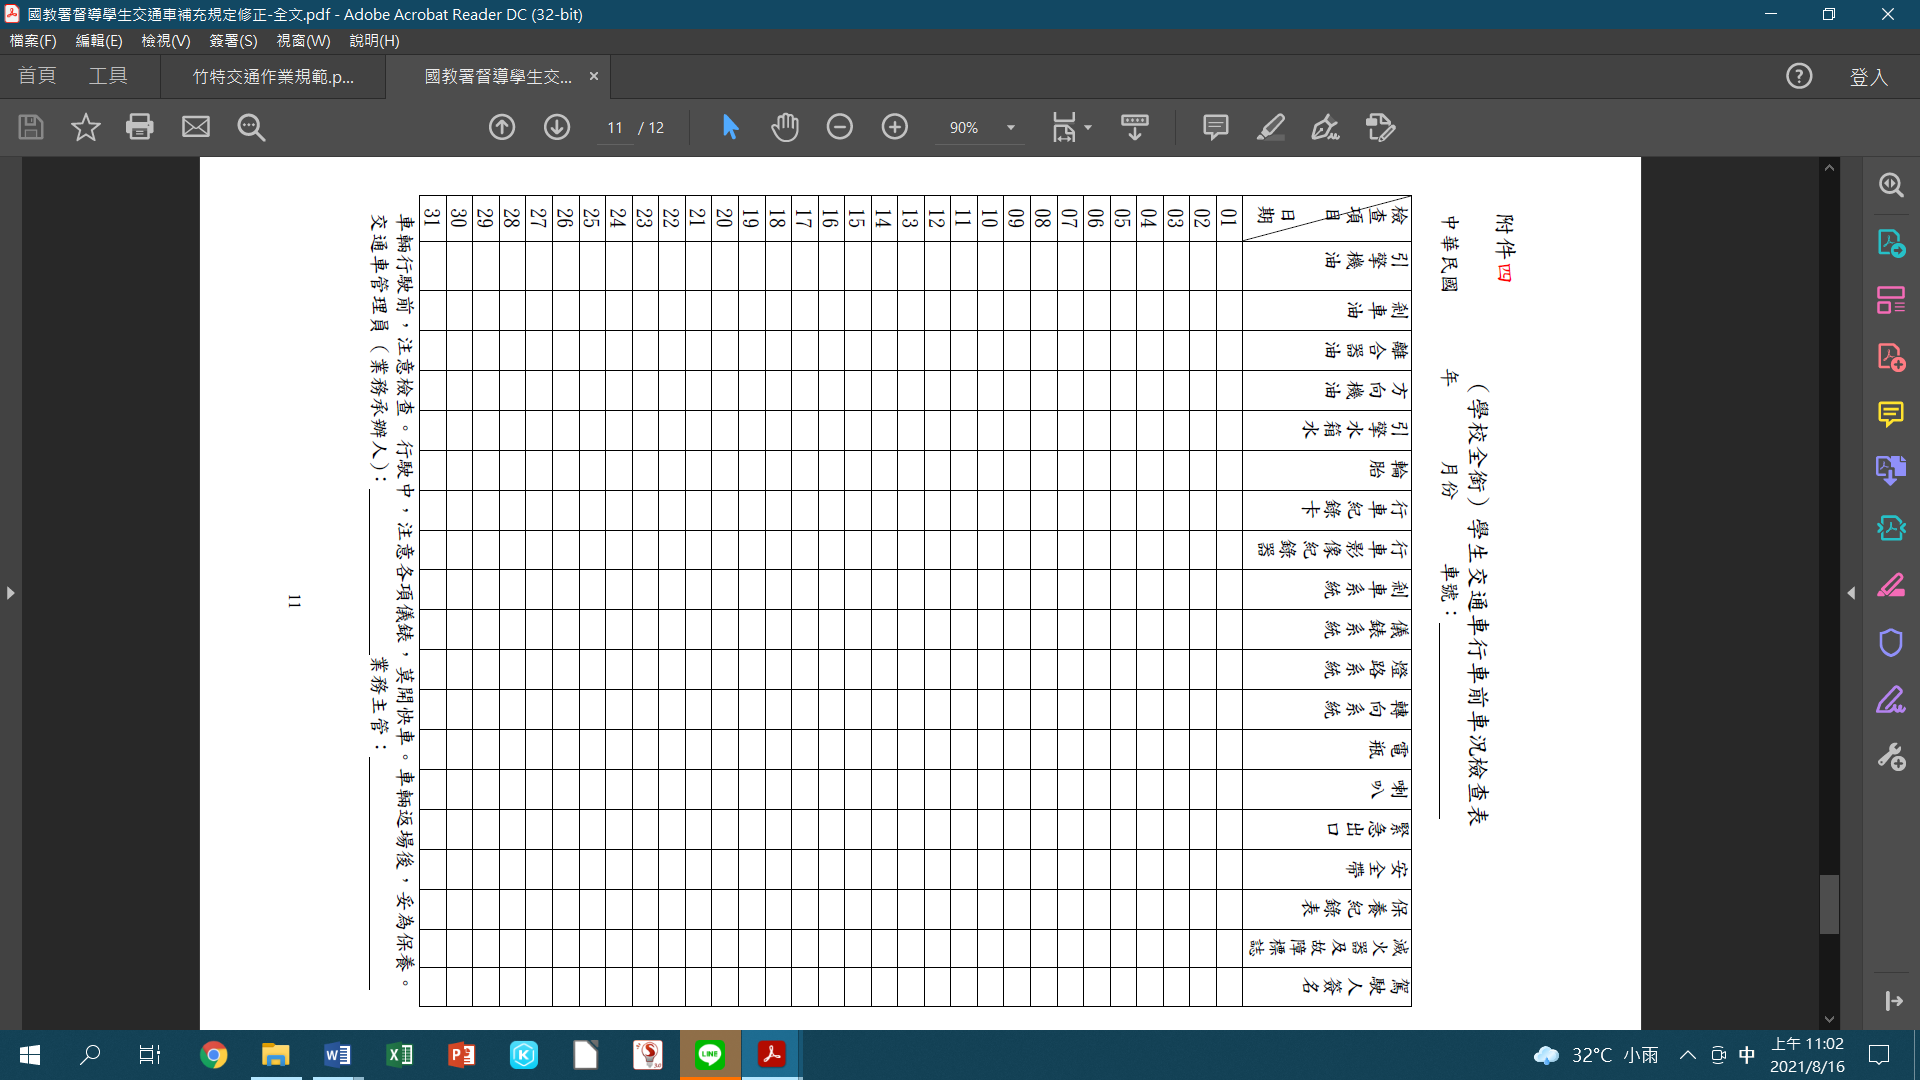 國教署督導學生交通車補充規定修正-全文.pdf - Adobe Acrobat Reader DC (32-bit)
檔案(F) 編輯(E) 檢視(V) 簽署(S) 視窗(W) 說明(H)
首頁 工具 竹特交通作業規範.p... 國教署督導學生交... × 登入
11 / 12 90%
附件四
(學校全銜)學生交通車行車前車況檢查表
中華民國 年 月份 車號：
檢查項目 日期
引擎機油
剎車油
離合器油
方向機油
引擎水箱水
輪胎
行車紀錄卡
行車影像紀錄器
剎車系統
儀錶系統
燈路系統
轉向系統
電瓶
喇叭
緊急出口
安全帶
保養紀錄表
滅火器及故障標誌
駕駛人簽名
01
02
03
04
05
06
07
08
09
10
11
12
13
14
15
16
17
18
19
20
21
22
23
24
25
26
27
28
29
30
31
車輛行駛前，注意檢查。行駛中，注意各項儀錶，莫開快車。車輛返場後，妥為保養。
交通車管理員（業務承辦人）： 業務主管：
11
32°C 小雨 中 上午 11:02
2021/8/16